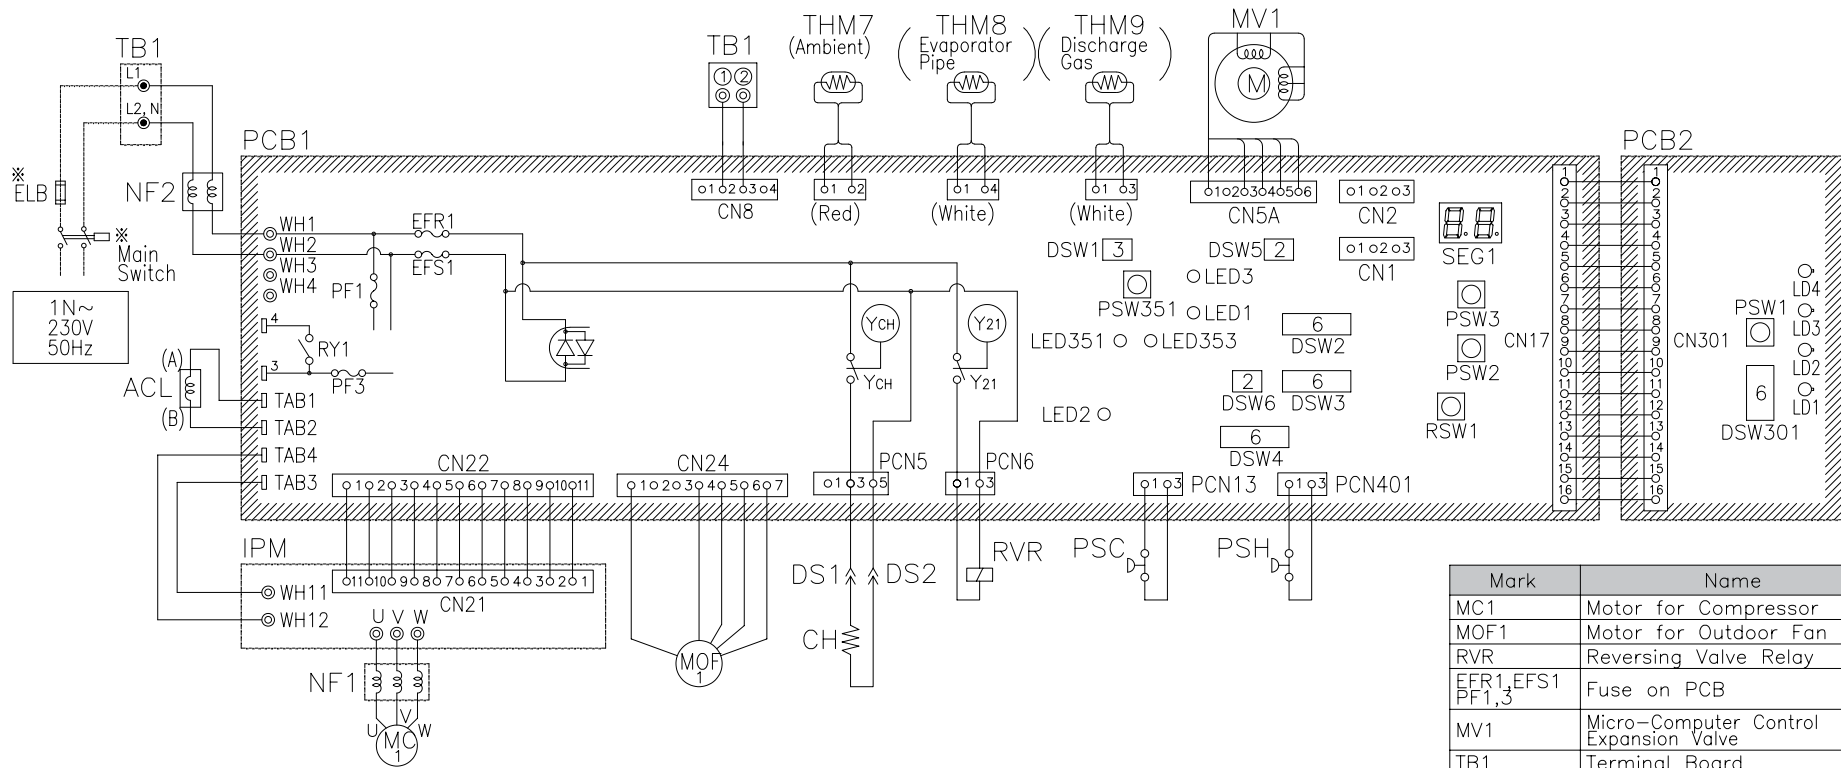 TB1
L1
L2, N
※
ELB
※
Main
Switch
1N~
230V
50Hz
NF2
ACL
(A)
(B)
PCB1
WH1
WH2
WH3
WH4
EFR1
EFS1
PF1
4
RY1
3
PF3
TAB1
TAB2
TAB4
TAB3
TB1
1 2
1 2 3 4
CN8
THM7
(Ambient)
1 2
(Red)
THM8
(Evaporator
Pipe)
1 4
(White)
THM9
(Discharge
Gas)
1 3
(White)
MV1
M
1 2 3 4 5 6
CN5A
1 2 3
CN2
1 2 3
CN1
DSW1 3
DSW5 2
8.8.
SEG1
PSW351
LED3
LED1
LED351
LED353
LED2
6
DSW2
2
DSW6
6
DSW3
6
DSW4
PSW3
PSW2
RSW1
CN17
1
2
3
4
5
6
7
8
9
10
11
12
13
14
15
16
PCB2
1
2
3
4
5
6
7
8
9
10
11
12
13
14
15
16
CN301
PSW1
6
DSW301
LD4
LD3
LD2
LD1
YCH
YCH
Y21
Y21
CN22
1 2 3 4 5 6 7 8 9 10 11
CN24
1 2 3 4 5 6 7
PCN5
1 3 5
PCN6
1 3
1 3 PCN13
1 3 PCN401
IPM
WH11
WH12
11 10 9 8 7 6 5 4 3 2 1
CN21
U V W
NF1
U V W
MC
1
MOF
1
DS1
DS2
CH
RVR
PSC
PSH
Mark Name
MC1 Motor for Compressor
MOF1 Motor for Outdoor Fan
RVR Reversing Valve Relay
EFR1,EFS1
PF1,3 Fuse on PCB
MV1 Micro-Computer Control
Expansion Valve
TB1 Terminal Board